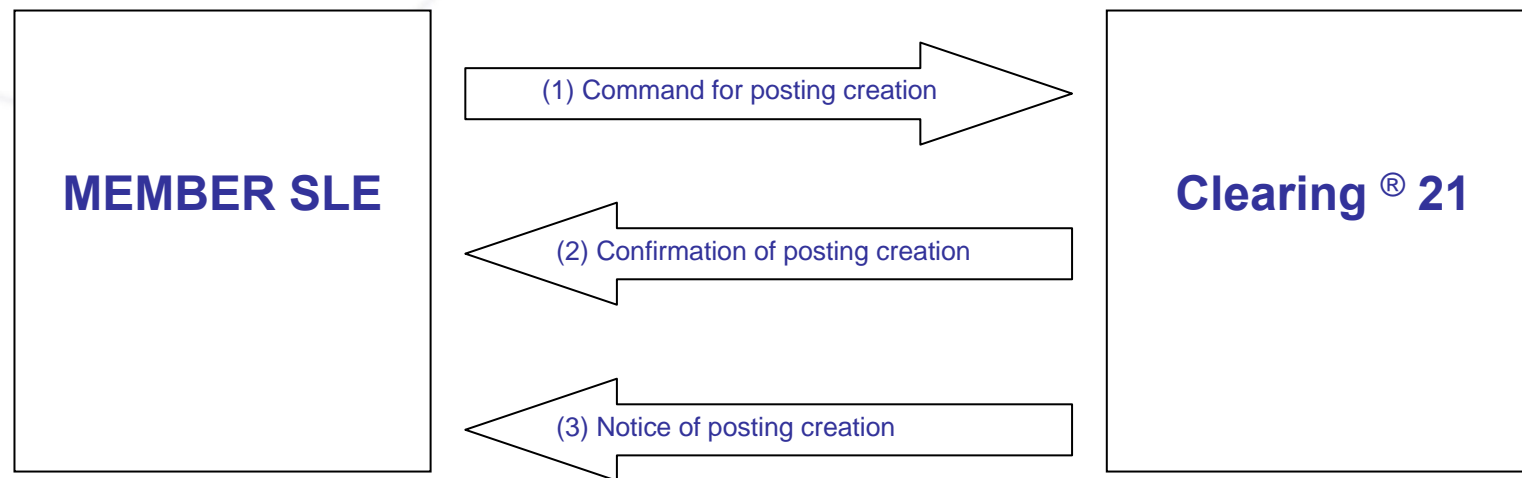 (1) Command for posting creation
MEMBER SLE
Clearing ® 21
(2) Confirmation of posting creation
(3) Notice of posting creation